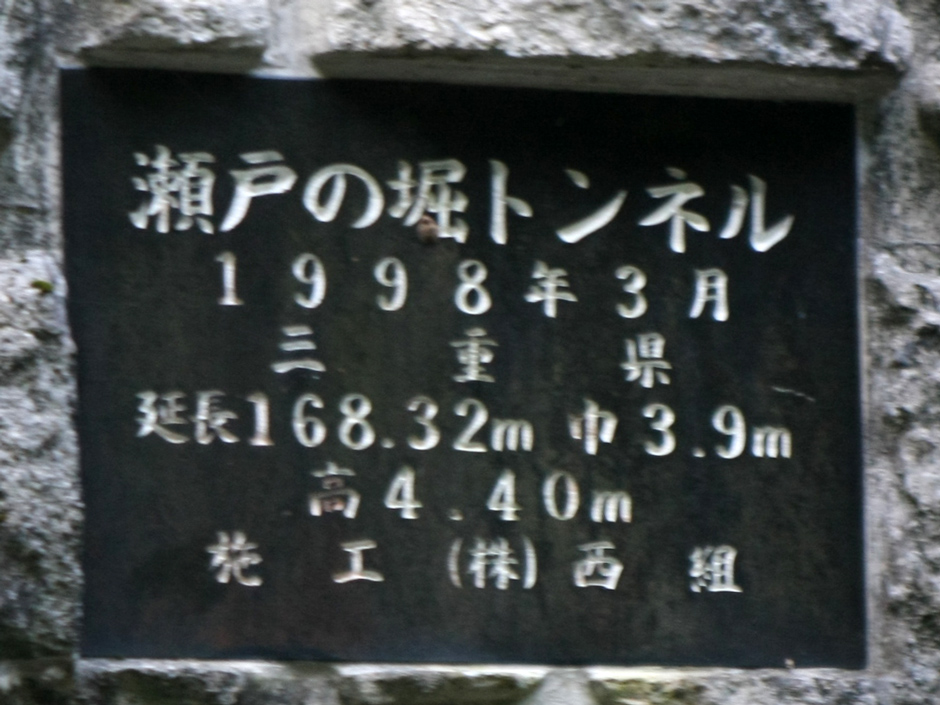 瀬戸の堀トンネル
1998年3月
三重県
延長168.32m 巾3.9m
高4.40m
施工 (株)西組